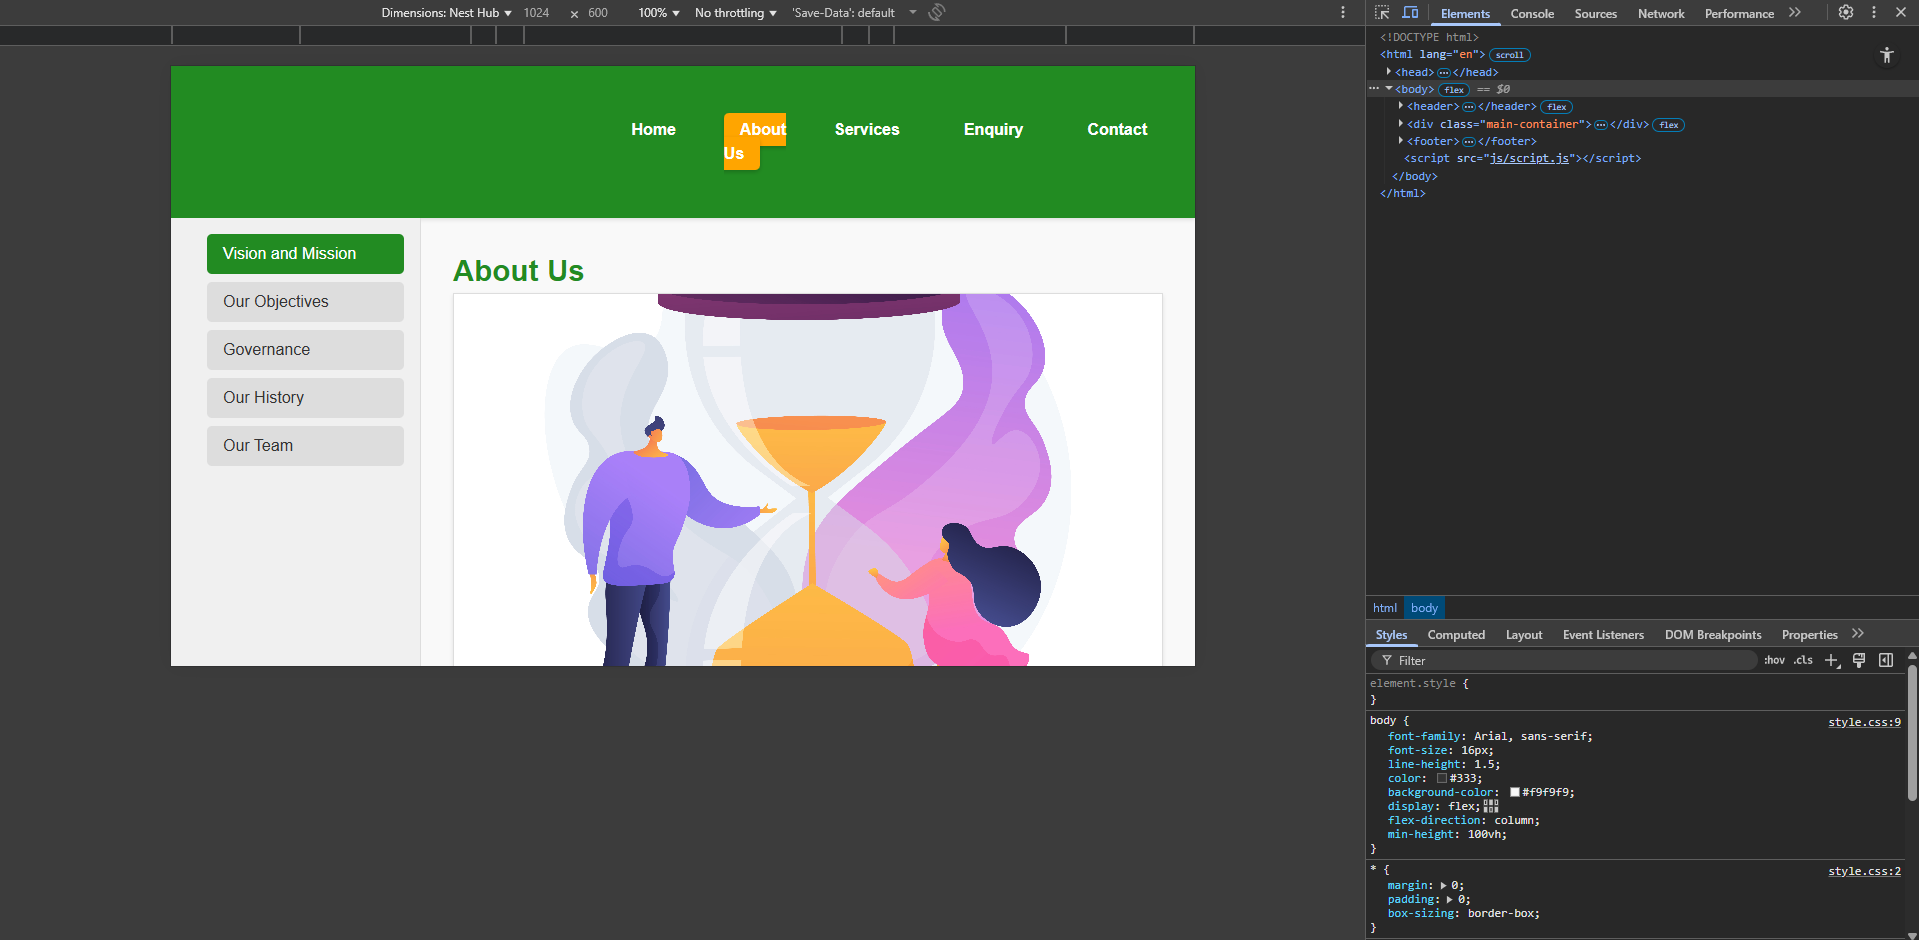 Dimensions: Nest Hub 1024 × 600 100% No throttling 'Save-Data': default
Elements Console Sources Network Performance
Home About Us Services Enquiry Contact
Vision and Mission
Our Objectives
Governance
Our History
Our Team
About Us
<!DOCTYPE html>
<html lang="en"> scroll
<head>…</head>
… <body> flex == $0
<header>…</header> flex
<div class="main-container">…</div> flex
<footer>…</footer>
<script src="js/script.js"></script>
</body>
</html>
html body
Styles Computed Layout Event Listeners DOM Breakpoints Properties
Filter :hov .cls
element.style {
}
body { style.css:9
font-family: Arial, sans-serif;
font-size: 16px;
line-height: 1.5;
color: #333;
background-color: #f9f9f9;
display: flex;
flex-direction: column;
min-height: 100vh;
}
* { style.css:2
margin: 0;
padding: 0;
box-sizing: border-box;
}